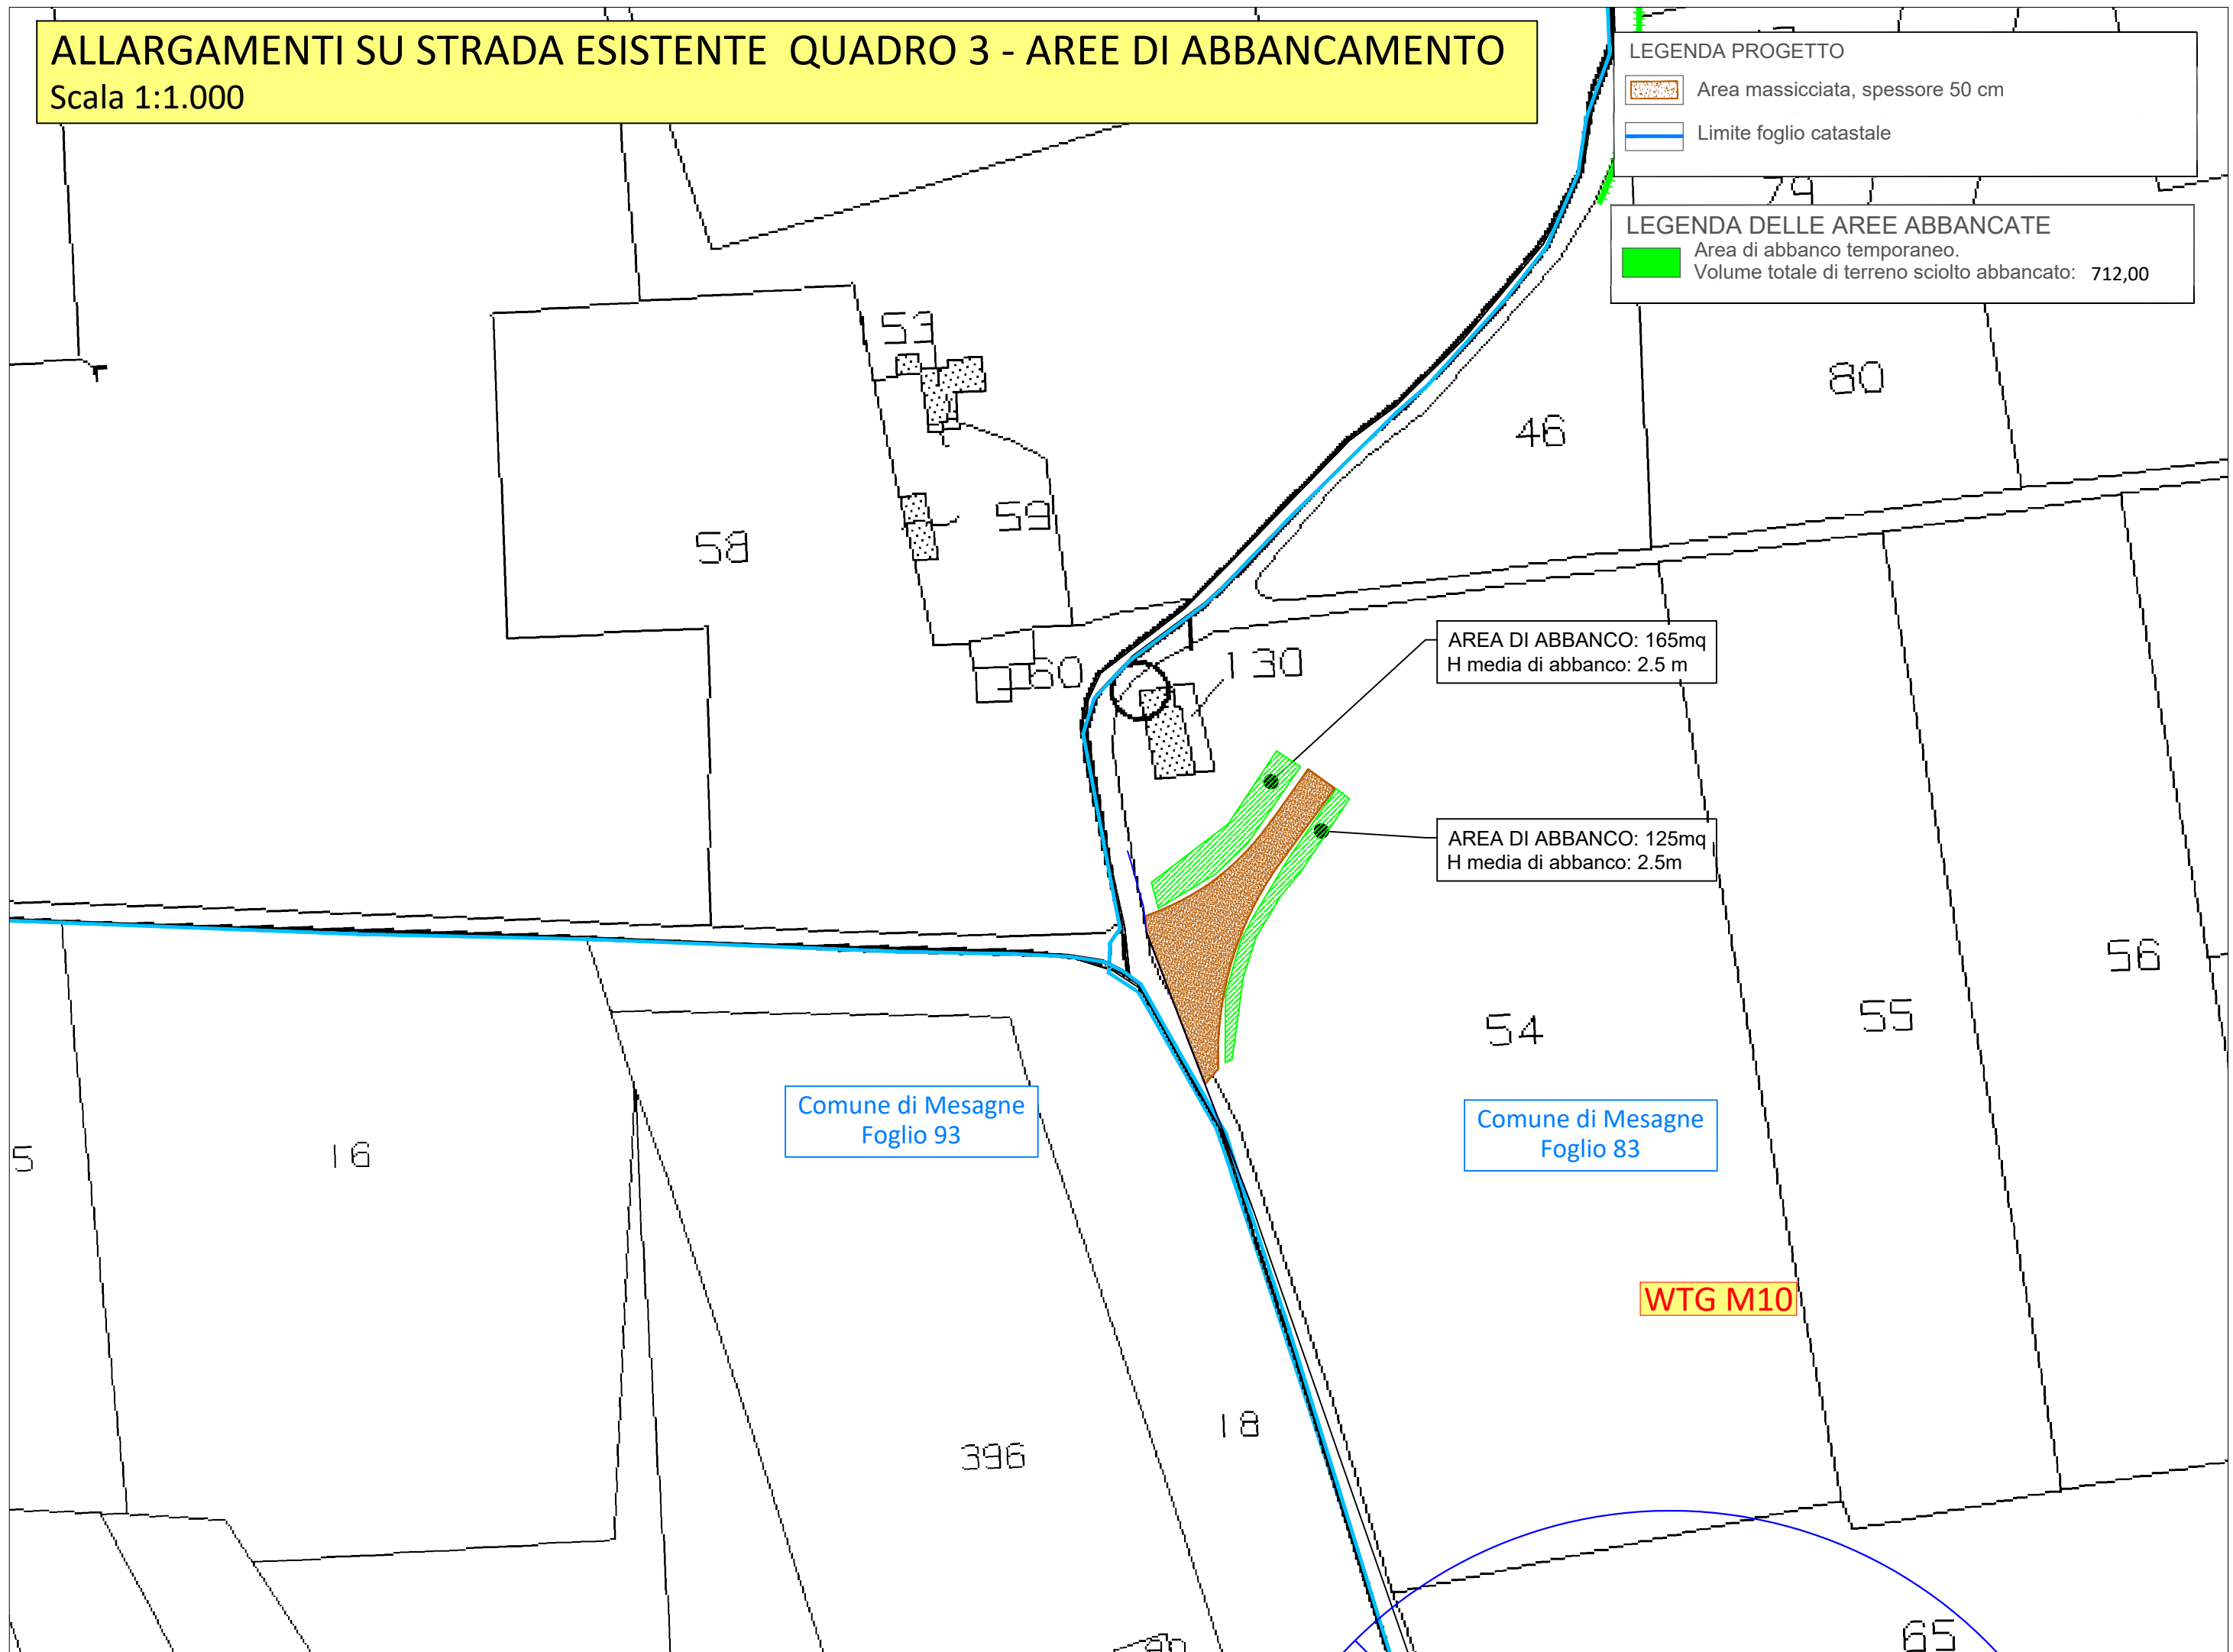 ALLARGAMENTI SU STRADA ESISTENTE QUADRO 3 - AREE DI ABBANCAMENTO
Scala 1:1.000
LEGENDA PROGETTO
Area massicciata, spessore 50 cm
Limite foglio catastale
79
LEGENDA DELLE AREE ABBANCATE
Area di abbanco temporaneo.
Volume totale di terreno sciolto abbancato: 712,00
53
80
46
59
58
AREA DI ABBANCO: 165mq
H media di abbanco: 2.5 m
60
130
AREA DI ABBANCO: 125mq
H media di abbanco: 2.5m
56
55
54
Comune di Mesagne
Foglio 93
Comune di Mesagne
Foglio 83
5
16
WTG M10
18
396
65